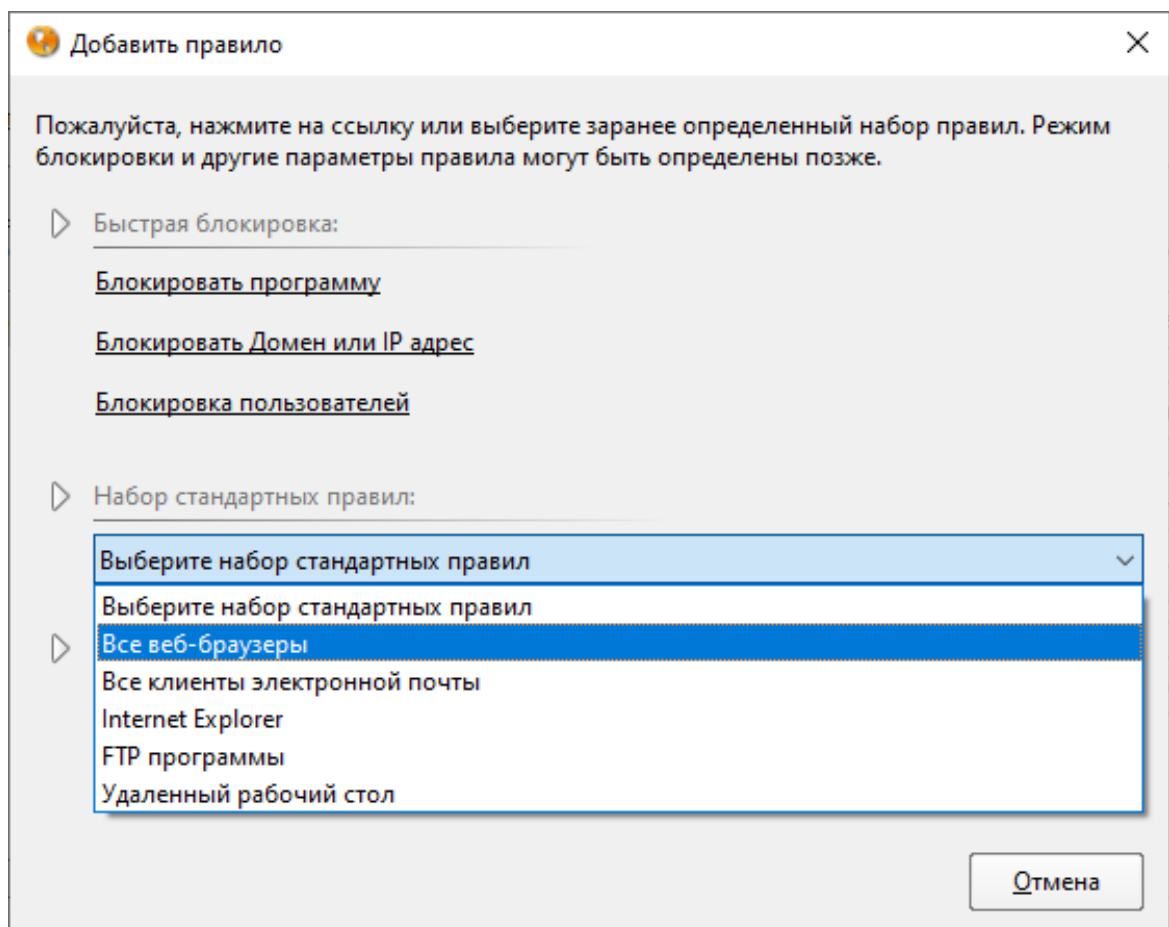 Добавить правило
Пожалуйста, нажмите на ссылку или выберите заранее определенный набор правил. Режим
блокировки и другие параметры правила могут быть определены позже.
Быстрая блокировка:
Блокировать программу
Блокировать Домен или IP адрес
Блокировка пользователей
Набор стандартных правил:
Выберите набор стандартных правил
Выберите набор стандартных правил
Все веб-браузеры
Все клиенты электронной почты
Internet Explorer
FTP программы
Удаленный рабочий стол
Отмена